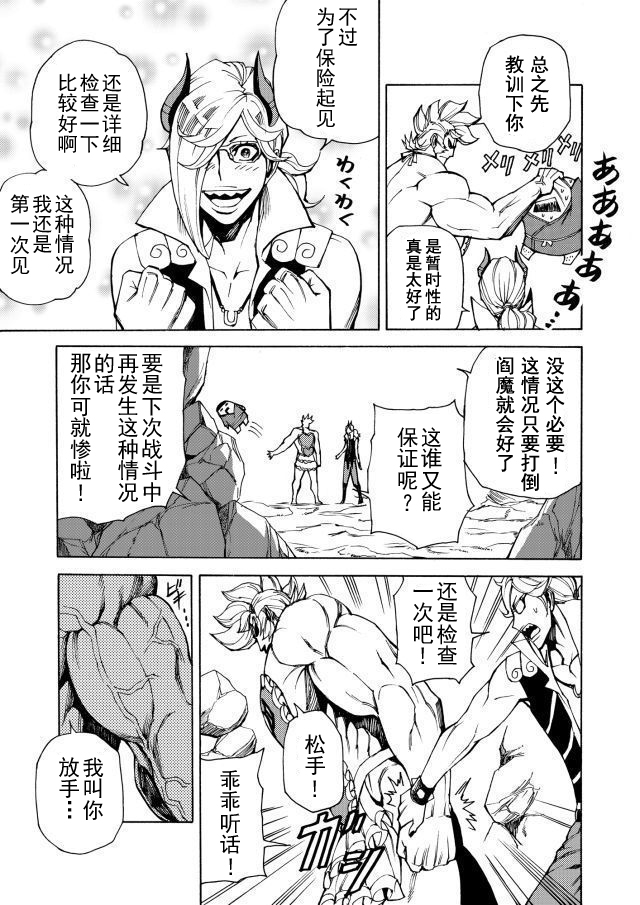 总之先
教训下你
メリ
メリ
ああああぁ…
是暂时性的
真是太好了
不过
为了保险起见
还是详细
检查一下
比较好啊
わくわく
这种情况
我还是
第一次见
没这个必要！
这情况只要打倒
阎魔就会好了
这谁又能
保证呢？
要是下次战斗中
再发生这种情况
的话
那你可就惨啦！
还是检查
一次吧！
松手！
乖乖听话！
ガシ
ビキ…
我叫你
放手…